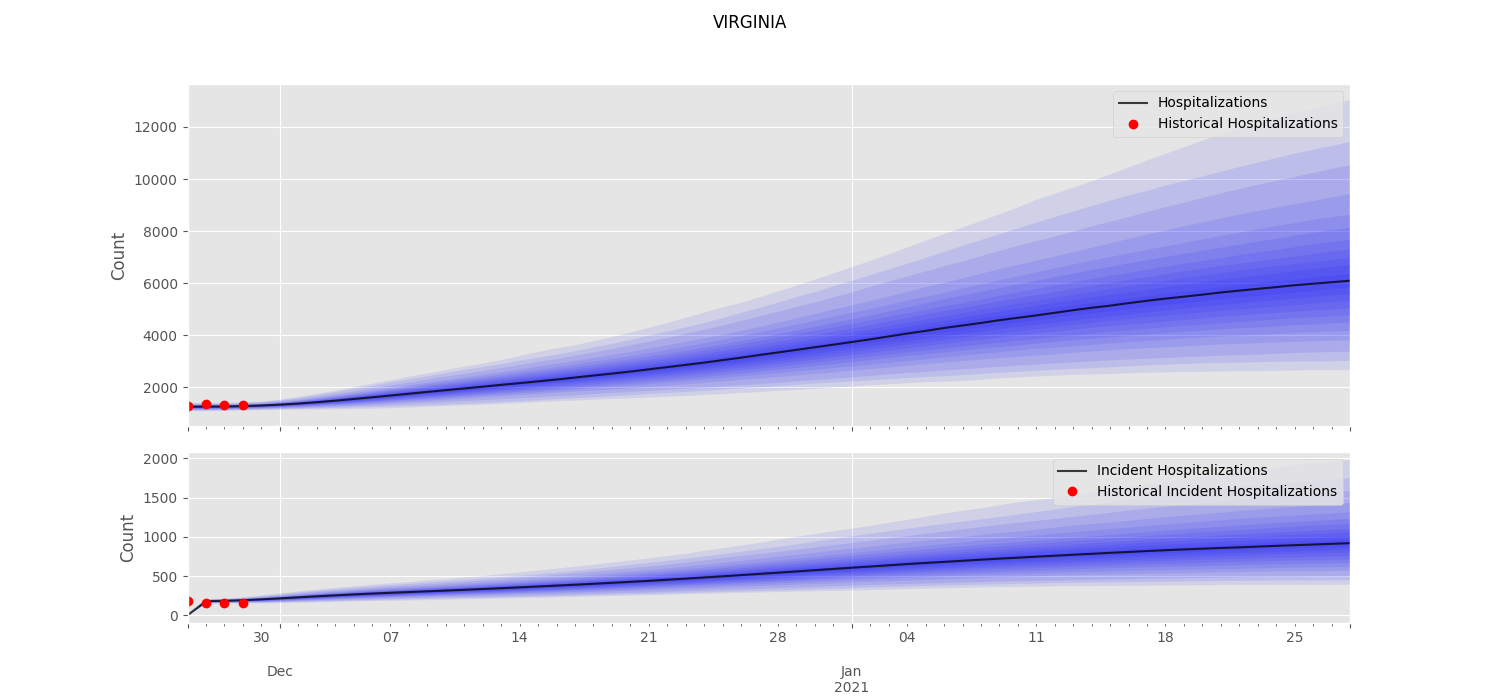 VIRGINIA
Hospitalizations
Historical Hospitalizations
12000
10000
8000
6000
4000
2000
Count
Incident Hospitalizations
Historical Incident Hospitalizations
2000
1500
1000
500
0
Count
30 07 14 21 28 04 11 18 25
Dec Jan
2021